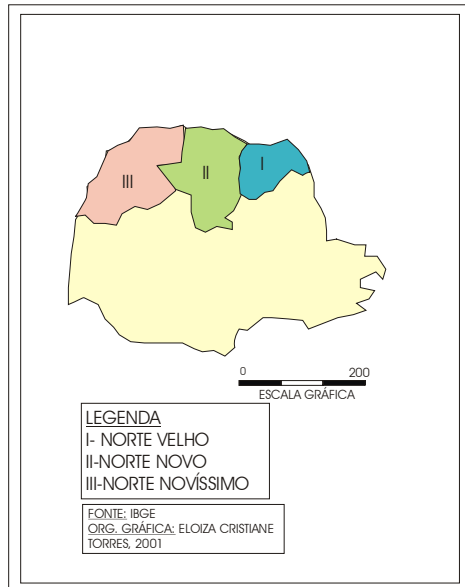 III
II
I
0 200
ESCALA GRÁFICA
LEGENDA
I- NORTE VELHO
II-NORTE NOVO
III-NORTE NOVÍSSIMO
FONTE: IBGE
ORG. GRÁFICA: ELOIZA CRISTIANE
TORRES, 2001